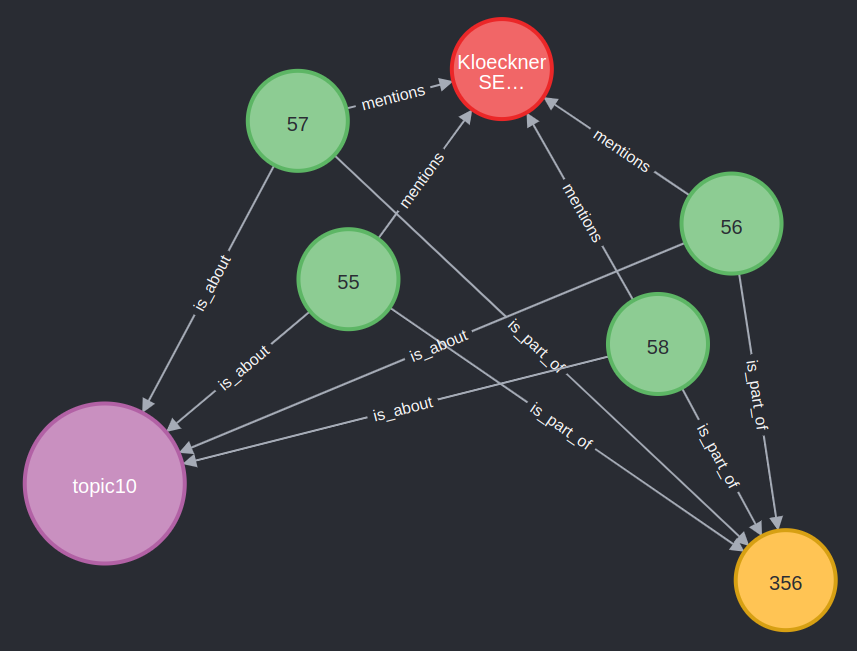 Kloeckner
SE…
mentions
57
mentions
mentions
mentions
56
55
is_about
is_about
is_about
is_part_of
58
is_part_of
is_about
is_part_of
is_part_of
topic10
356